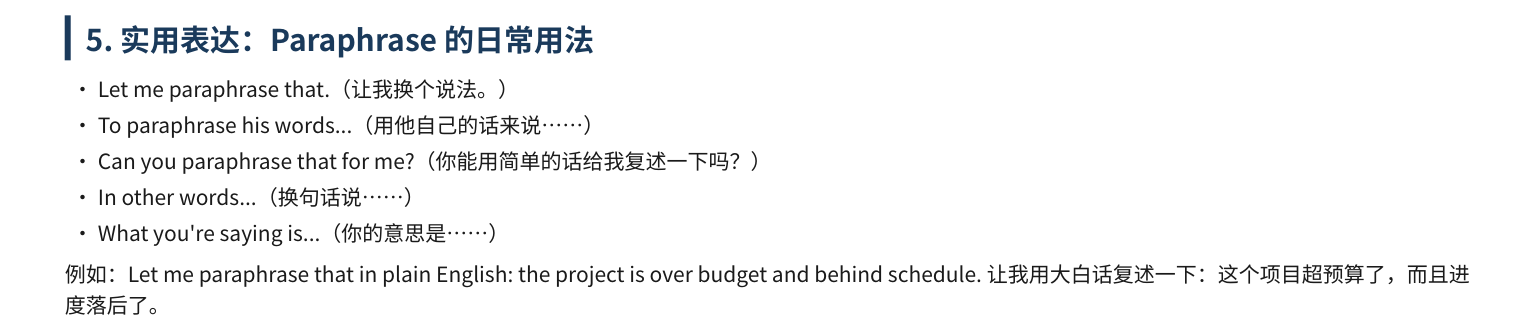 5. 实用表达：Paraphrase 的日常用法
• Let me paraphrase that.（让我换个说法。）
• To paraphrase his words...（用他自己的话来说……）
• Can you paraphrase that for me?（你能用简单的话给我复述一下吗？）
• In other words...（换句话说……）
• What you're saying is...（你的意思是……）
例如：Let me paraphrase that in plain English: the project is over budget and behind schedule. 让我用大白话复述一下：这个项目超预算了，而且进
度落后了。